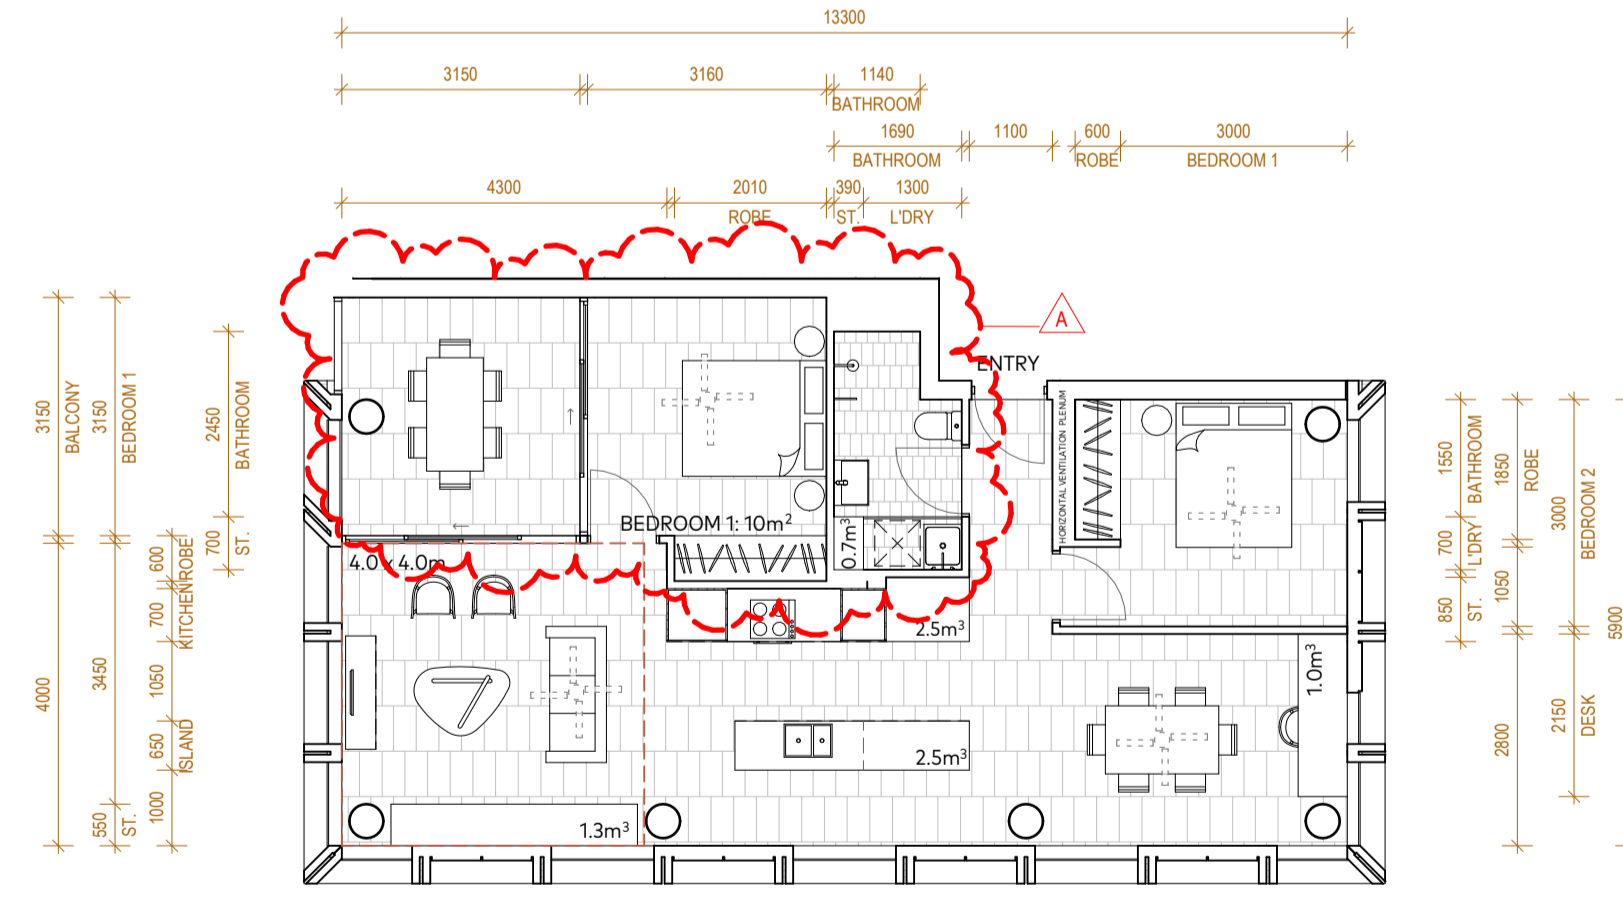 13300
3150
3160
1140
BATHROOM
1690
1100
600
3000
BATHROOM
ROBE
BEDROOM 1
4300
2010
390
1300
ROBE
ST.
L'DRY
A
ENTRY
3150
BALCONY
3150
BEDROOM 1
2450
BATHROOM
700
ST.
4000
3450
550
ST.
600
ROBE
700
KITCHEN
1050
650
ISLAND
1000
BEDROOM 1: 10m²
4.0 x 4.0m
0.7m³
HORIZONTAL VENTILATION PLENUM
2.5m³
2.5m³
1.3m³
1.0m³
1550
BATHROOM
700
L'DRY
850
ST.
1850
ROBE
1050
2800
3000
BEDROOM 2
2150
DESK
5900